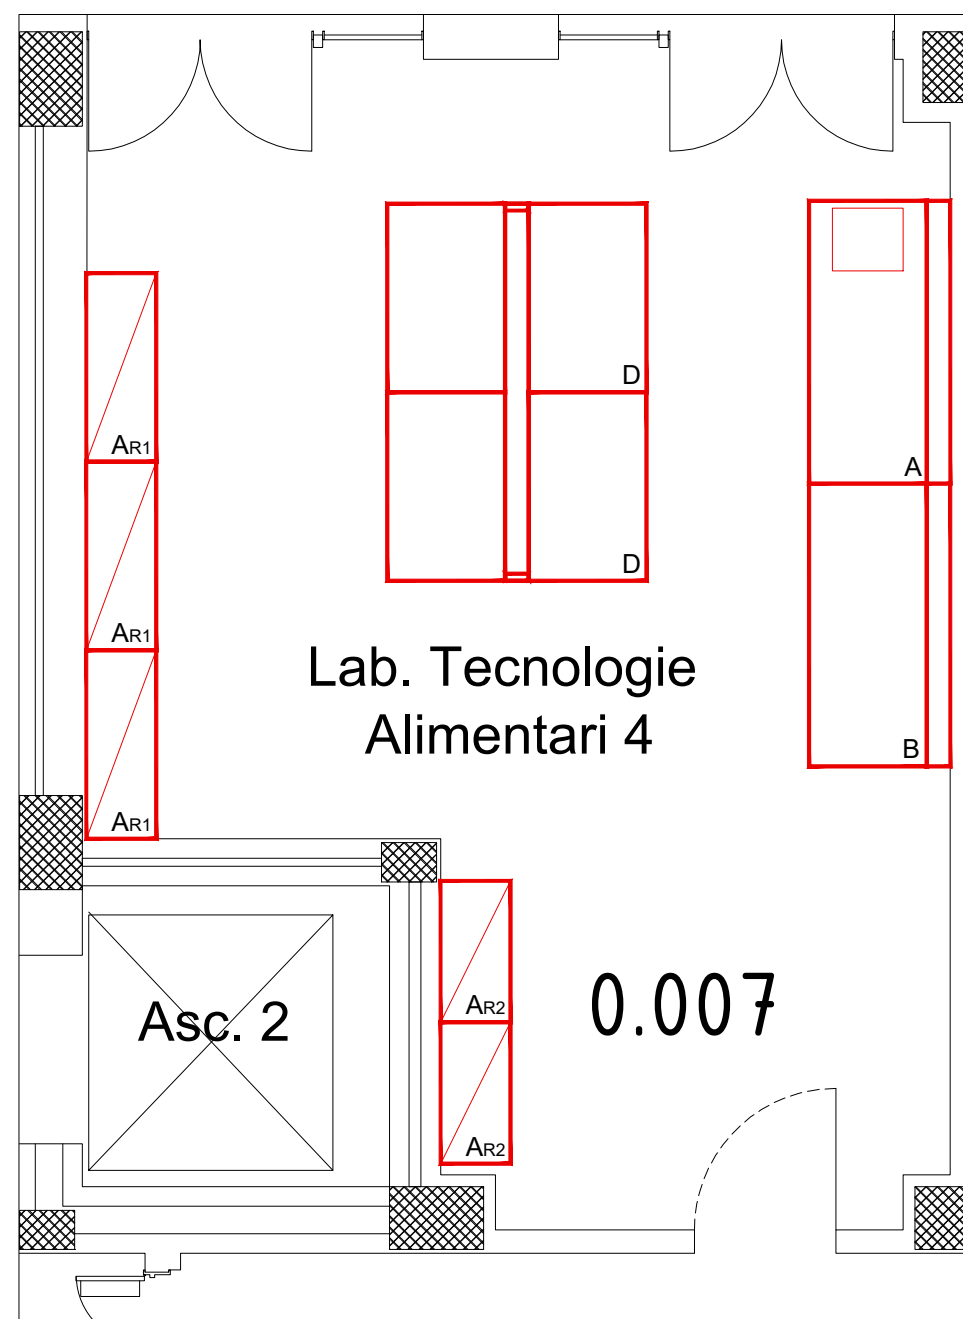 D
AR1
A
D
AR1
Lab. Tecnologie
Alimentari 4
B
AR1
AR2
0.007
Asc. 2
AR2